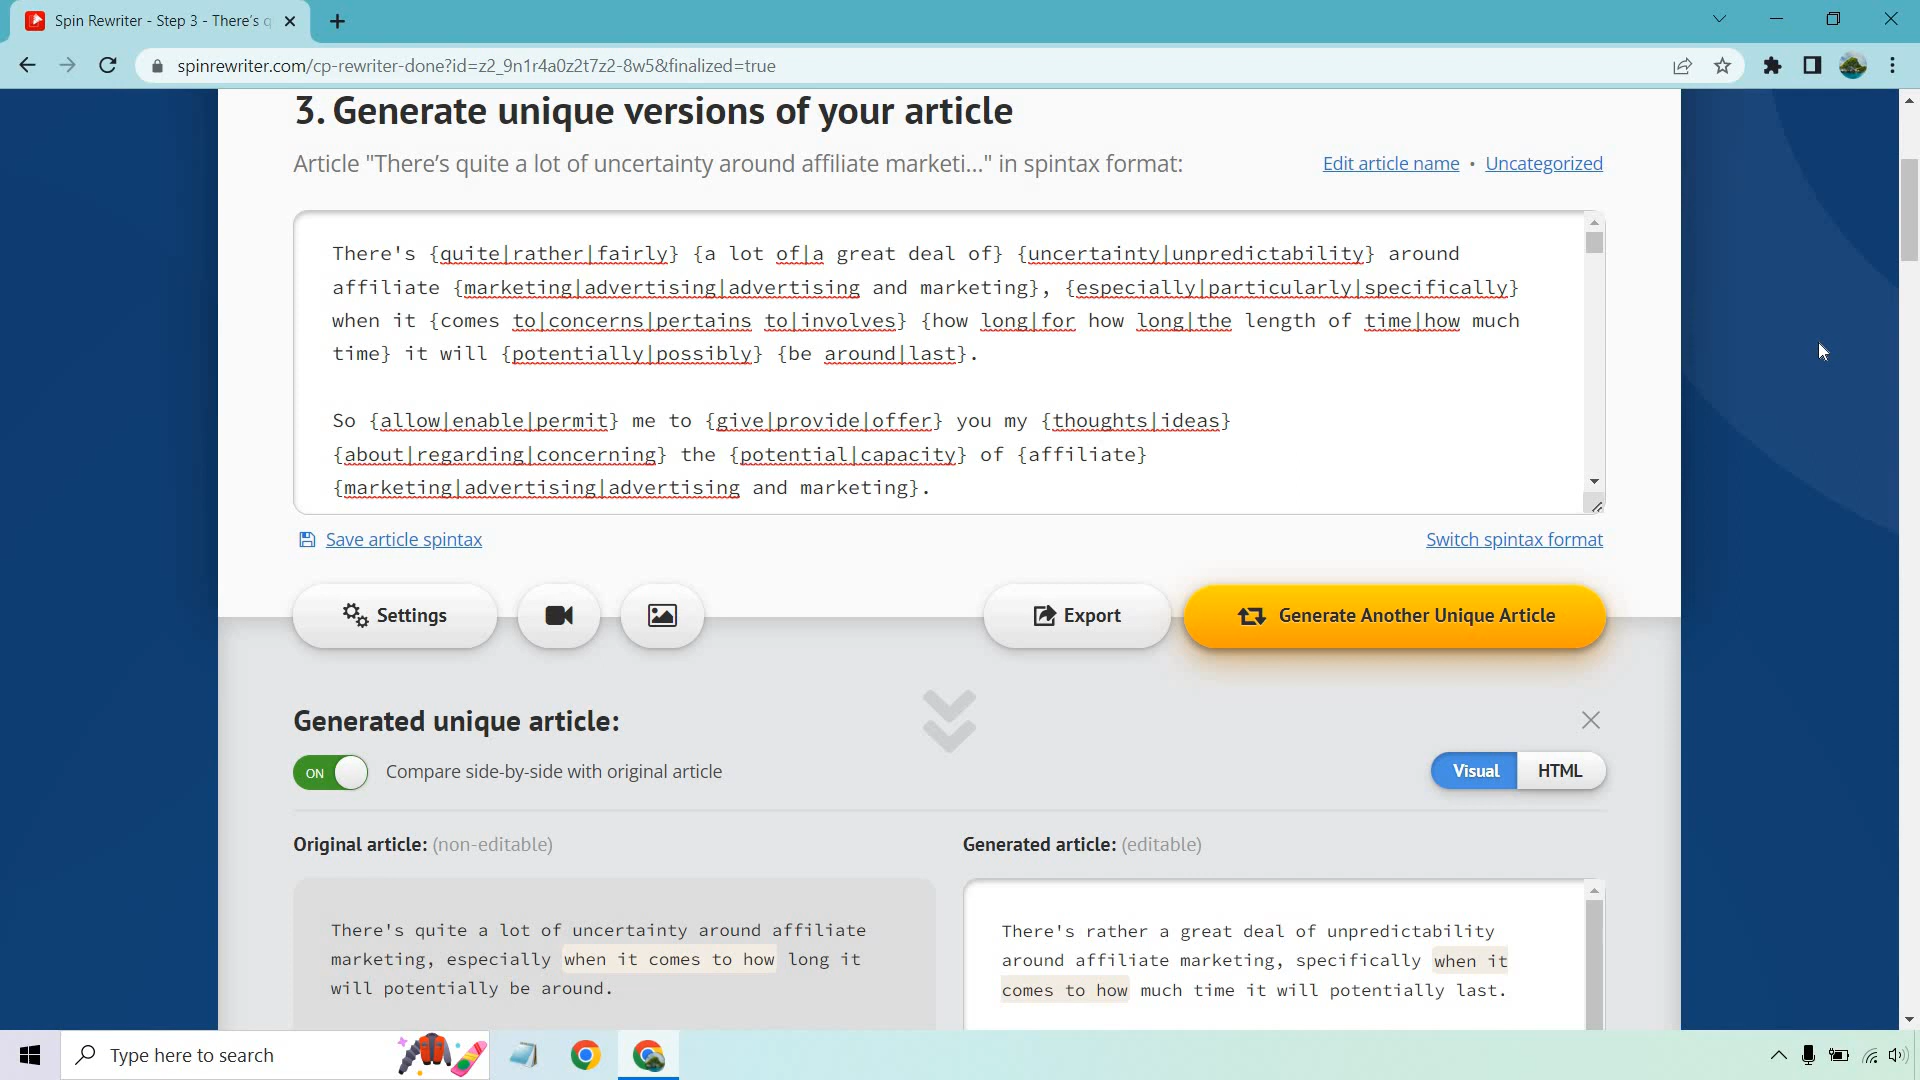 Spin Rewriter - Step 3 - There's q
spinrewriter.com/cp-rewriter-done?id=z2_9n1r4a0z2t7z2-8w5&finalized=true
3. Generate unique versions of your article
Article "There’s quite a lot of uncertainty around affiliate marketi..." in spintax format:
Edit article name • Uncategorized
There's {quite|rather|fairly} {a lot of|a great deal of} {uncertainty|unpredictability} around
affiliate {marketing|advertising|advertising and marketing}, {especially|particularly|specifically}
when it {comes to|concerns|pertains to|involves} {how long|for how long|the length of time|how much
time} it will {potentially|possibly} {be around|last}.
So {allow|enable|permit} me to {give|provide|offer} you my {thoughts|ideas}
{about|regarding|concerning} the {potential|capacity} of {affiliate}
{marketing|advertising|advertising and marketing}.
Save article spintax
Switch spintax format
Settings
Export
Generate Another Unique Article
Generated unique article:
ON
Compare side-by-side with original article
Visual
HTML
Original article: (non-editable)
Generated article: (editable)
There's quite a lot of uncertainty around affiliate
marketing, especially when it comes to how long it
will potentially be around.
There's rather a great deal of unpredictability
around affiliate marketing, specifically when it
comes to how much time it will potentially last.
Type here to search